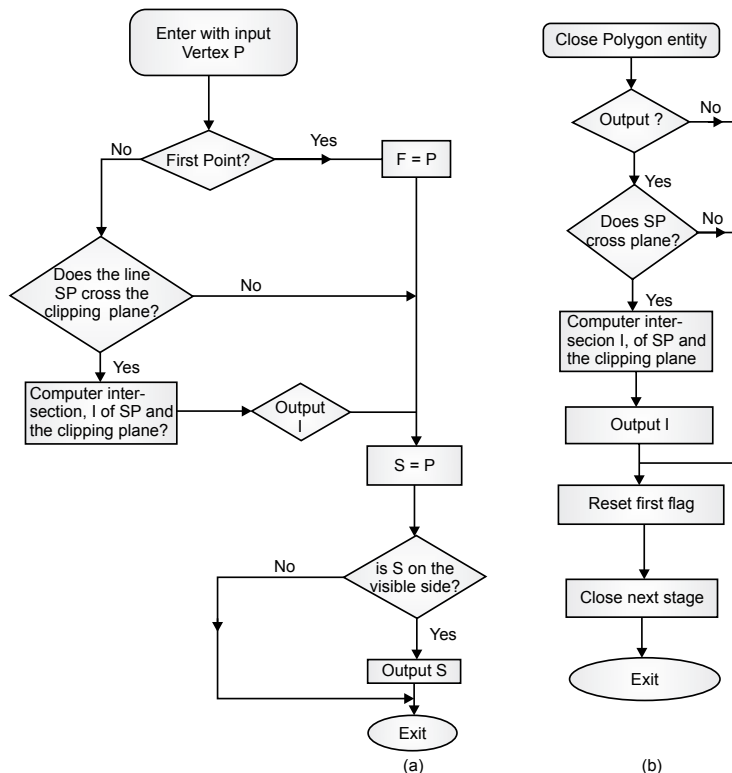 Enter with input
Vertex P
First Point?
Yes
No
F = P
Does the line
SP cross the
clipping plane?
No
Yes
Computer inter-
section, I of SP and
the clipping plane?
Output
I
S = P
is S on the
visible side?
No
Yes
Output S
Exit
(a)
Close Polygon entity
Output ?
No
Yes
Does SP
cross plane?
No
Yes
Computer inter-
secion I, of SP and
the clipping plane
Output I
Reset first flag
Close next stage
Exit
(b)